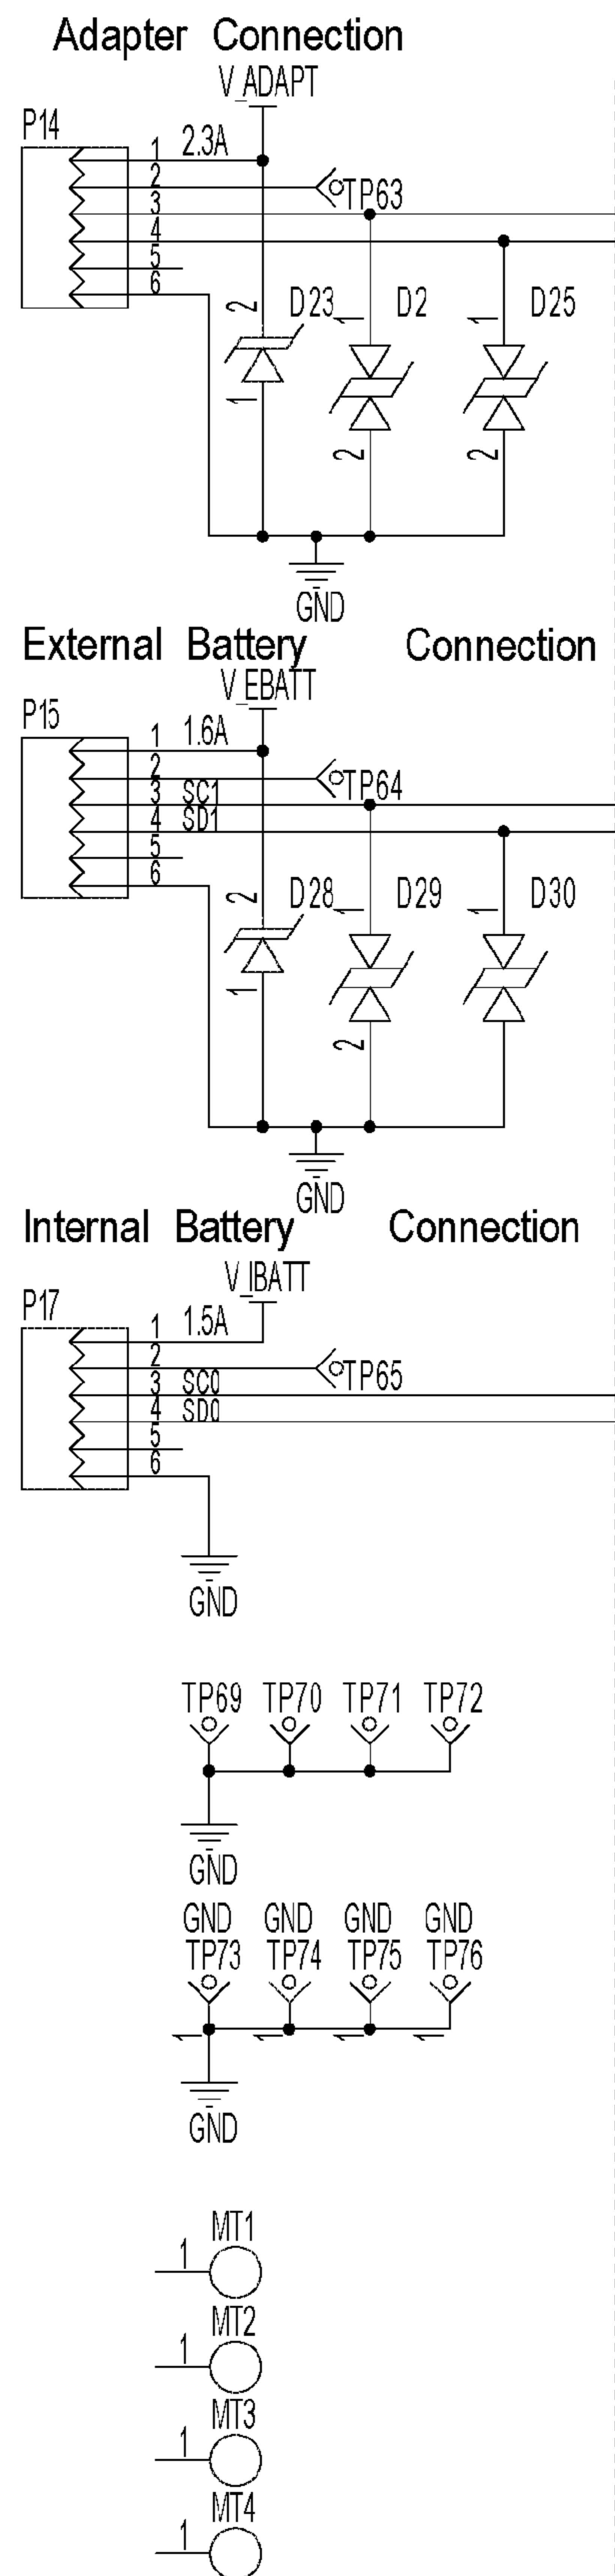 Adapter Connection
V_ADAPT
P14
1 2.3A
2
TP63
3
4
5
6
2 D23 1 D2 1 D25
1 2 2
GND
External Battery Connection
V_EBATT
P15
1 1.6A
2
TP64
3 SC1
4 SD1
5
6
2 D28 1 D29 1 D30
1 2
GND
Internal Battery Connection
V_IBATT
P17
1 1.5A
2
TP65
3 SC0
4 SD0
5
6
GND
TP69 TP70 TP71 TP72
GND
GND GND GND GND
TP73 TP74 TP75 TP76
1 1 1 1
GND
MT1
1
MT2
1
MT3
1
MT4
1